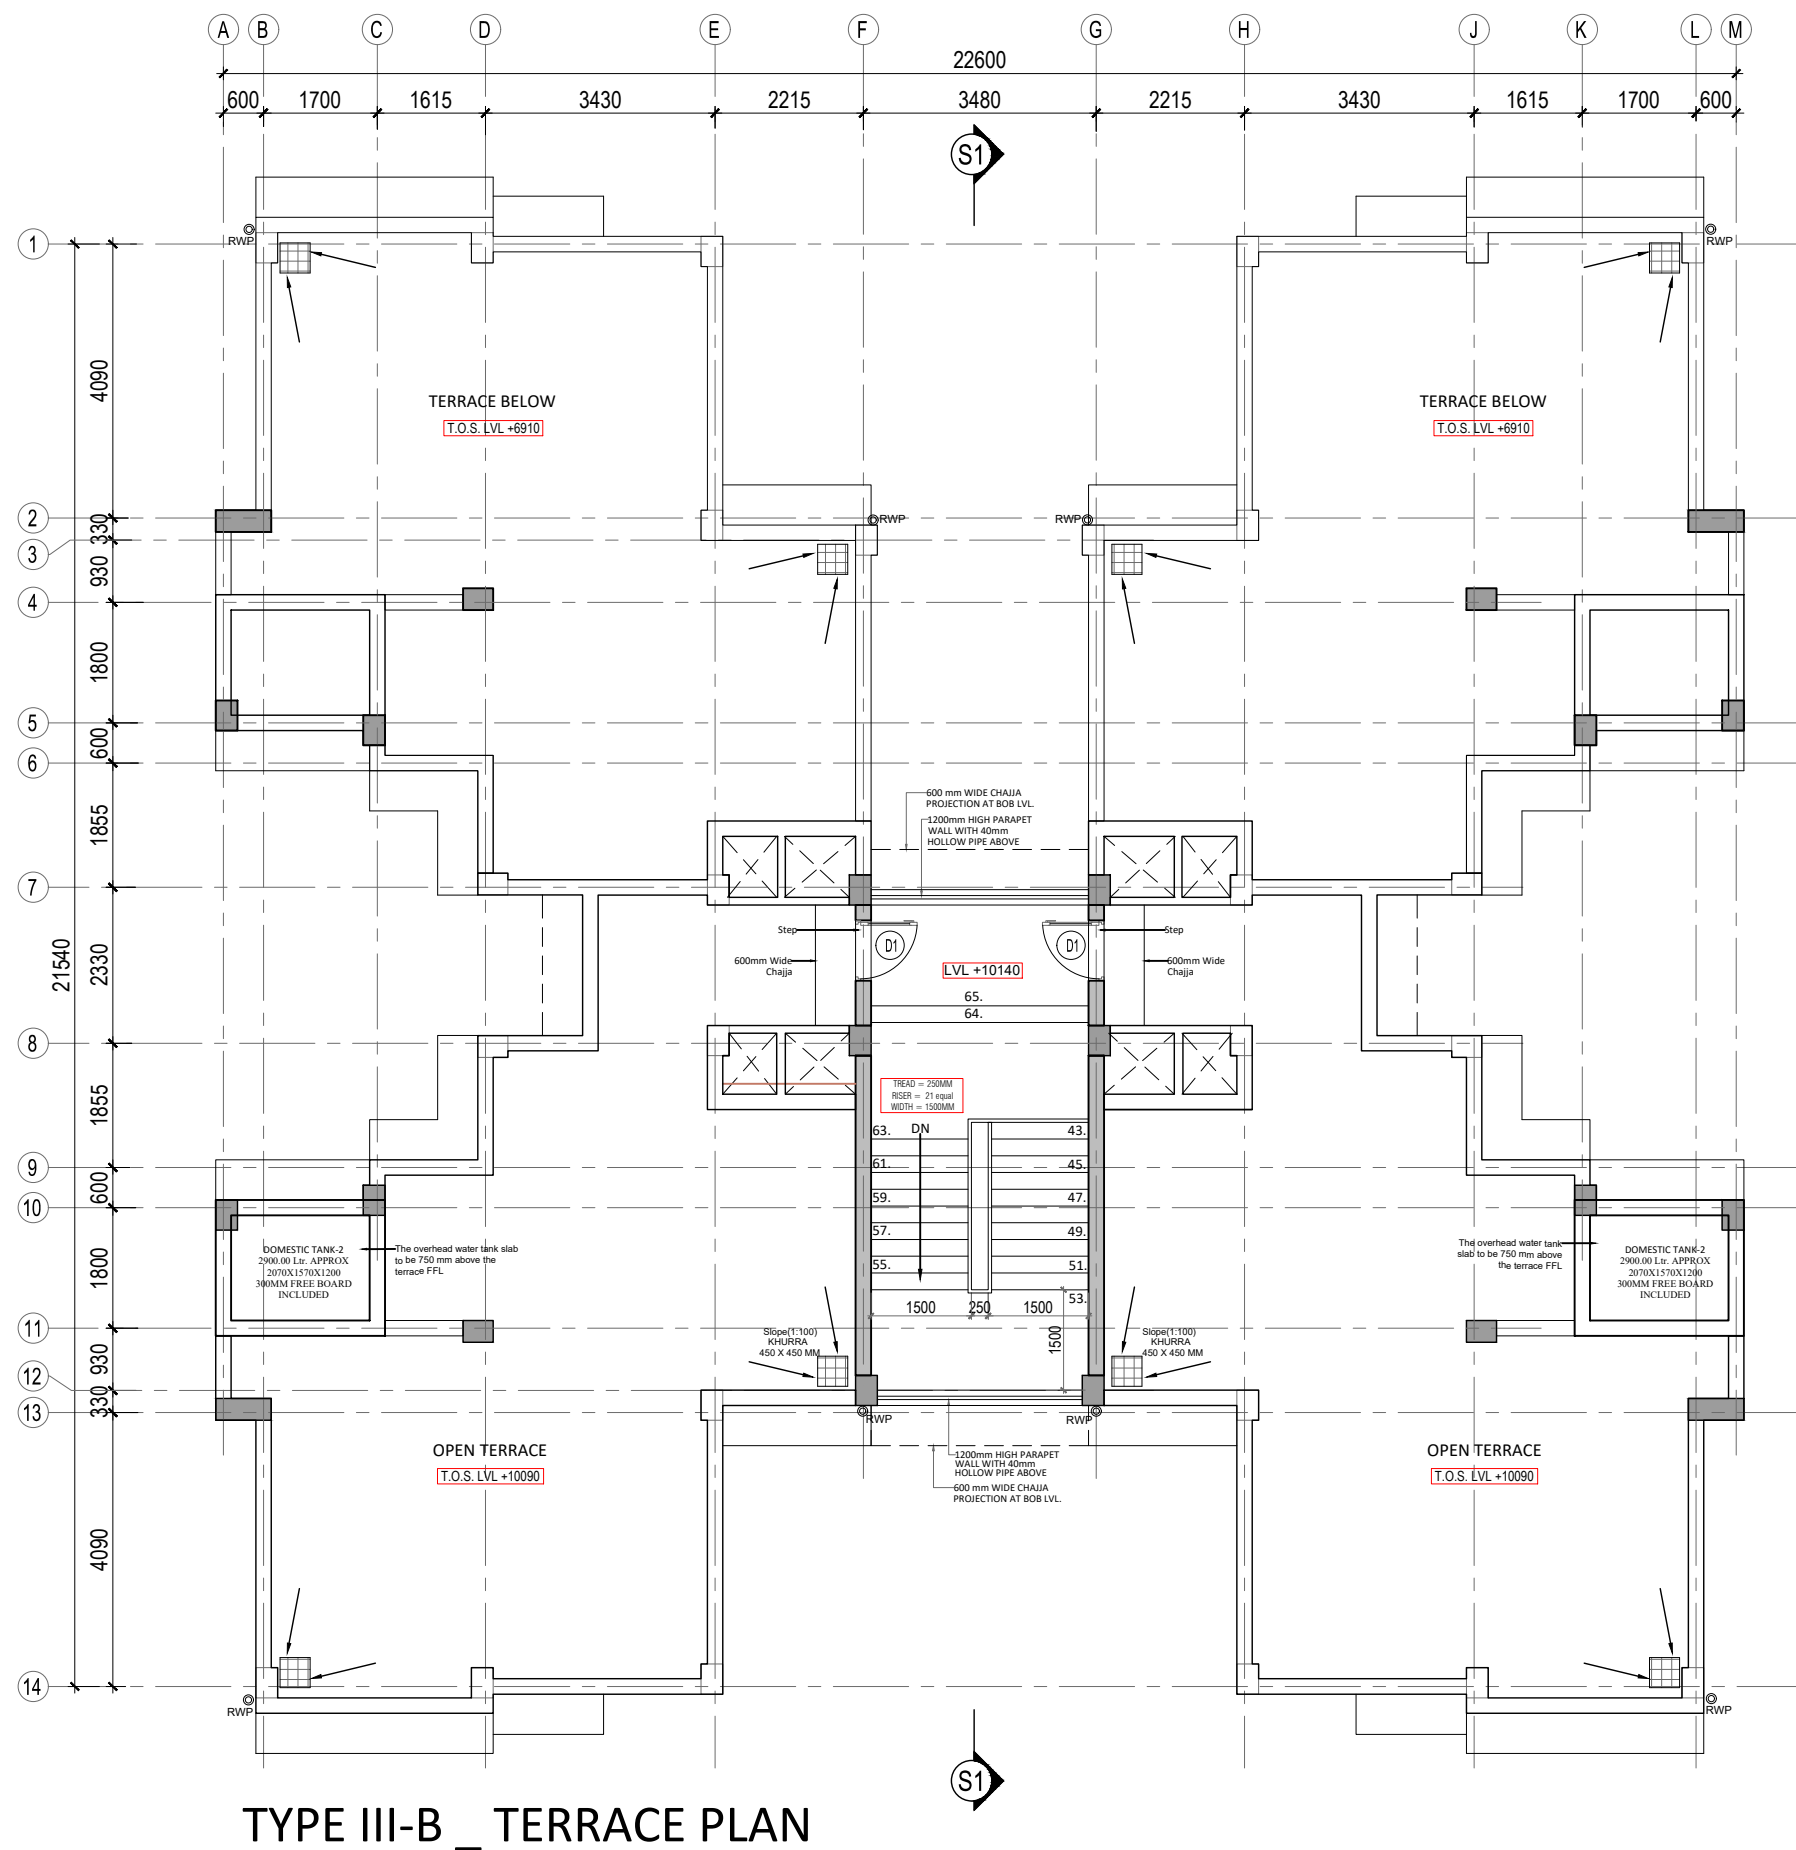 A B C D E F G H J K L M
22600
600 1700 1615 3430 2215 3480 2215 3430 1615 1700 600
S1
RWP RWP
1
4090
TERRACE BELOW TERRACE BELOW
T.O.S. LVL +6910 T.O.S. LVL +6910
2
RWP RWP
330
3
930
4
1800
5
600
6
600 mm WIDE CHAJJA
PROJECTION AT BOB LVL.
1855
1200mm HIGH PARAPET
WALL WITH 40mm
HOLLOW PIPE ABOVE
7
Step Step
D1 D1
21540
2330
600mm Wide
Chajja
600mm Wide
Chajja
LVL +10140
65.
64.
8
TREAD = 250MM
RISER = 21 equal
WIDTH = 1500MM
1855
63. DN 43.
9
61. 45.
600
59. 47.
10
57. 49.
1800
DOMESTIC TANK-2
2900.00 Ltr. APPROX
2070X1570X1200
300MM FREE BOARD
INCLUDED
The overhead water tank slab
to be 750 mm above the
terrace FFL
The overhead water tank
slab to be 750 mm above
the terrace FFL
DOMESTIC TANK-2
2900.00 Ltr. APPROX
2070X1570X1200
300MM FREE BOARD
INCLUDED
55. 51.
53.
1500 250 1500
1500
11
Slope(1:100)
KHURRA
450 X 450 MM
Slope(1:100)
KHURRA
450 X 450 MM
930
12
330
13
RWP RWP
OPEN TERRACE OPEN TERRACE
T.O.S. LVL +10090 T.O.S. LVL +10090
1200mm HIGH PARAPET
WALL WITH 40mm
HOLLOW PIPE ABOVE
600 mm WIDE CHAJJA
PROJECTION AT BOB LVL.
4090
14
RWP RWP
S1
TYPE III-B _ TERRACE PLAN